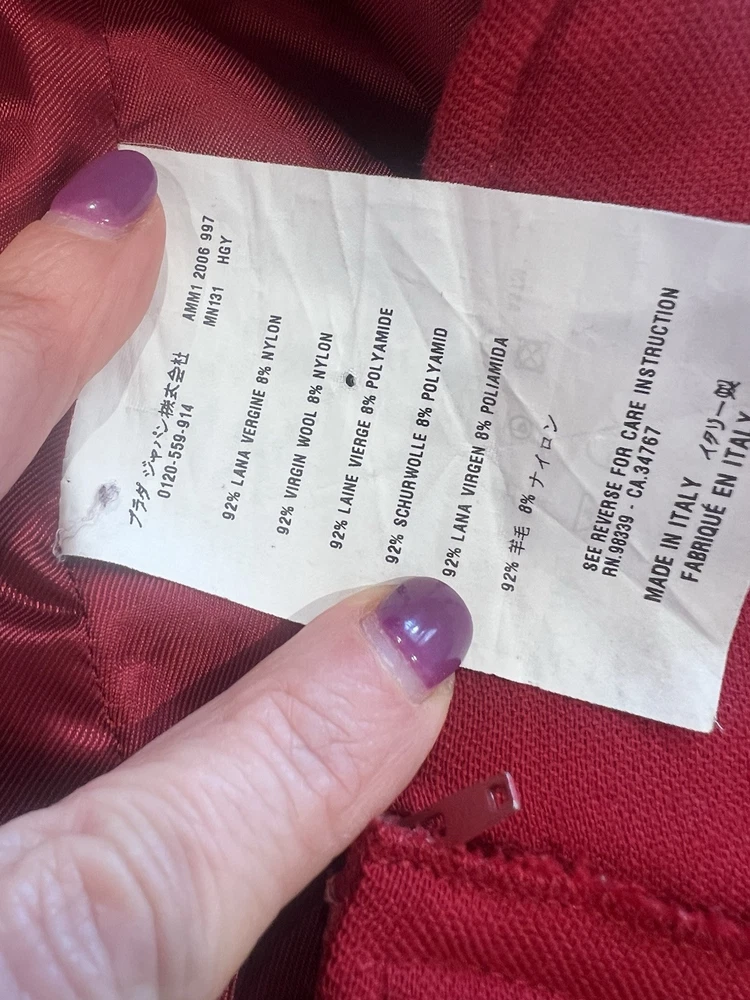 AMM1 2006 997
MN131 HGY
プラダ ジャパン株式会社
0120-559-914
92% LANA VERGINE 8% NYLON
92% VIRGIN WOOL 8% NYLON
92% LAINE VIERGE 8% POLYAMIDE
92% SCHURWOLLE 8% POLYAMID
92% LANA VIRGEN 8% POLIAMIDA
92% 羊毛 8% ナイロン
SEE REVERSE FOR CARE INSTRUCTION
RN.98339 - CA.34767
MADE IN ITALY イタリー製
FABRIQUÉ EN ITALY